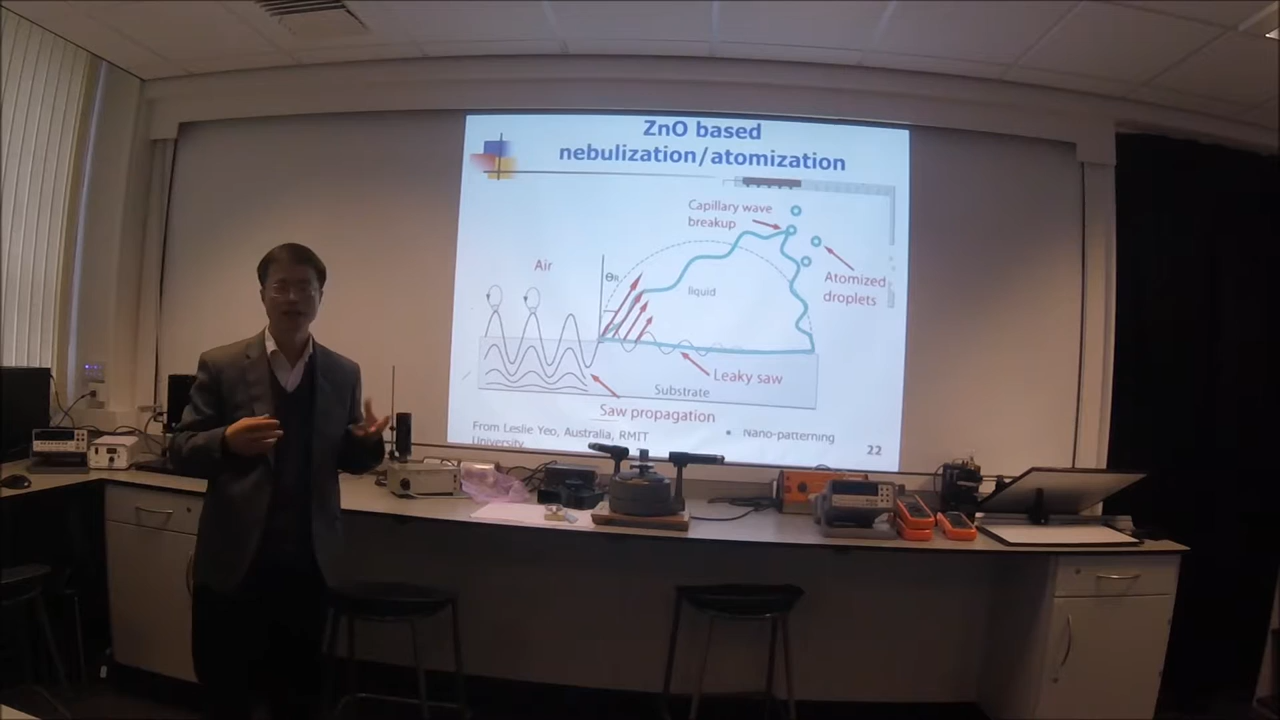 ZnO based
nebulization/atomization
Capillary wave
breakup
Air
ΘR
liquid
Atomized
droplets
Leaky saw
Substrate
Saw propagation
From Leslie Yeo, Australia, RMIT
University
• Nano-patterning
22